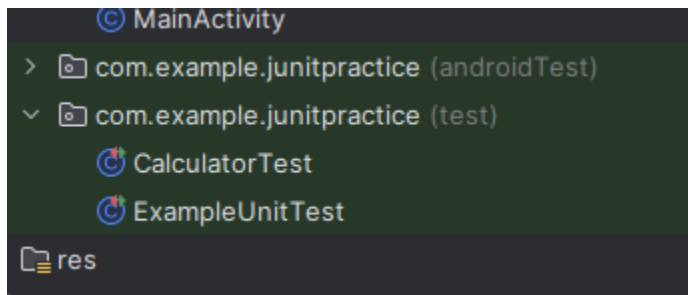 MainActivity
com.example.junitpractice (androidTest)
com.example.junitpractice (test)
CalculatorTest
ExampleUnitTest
res